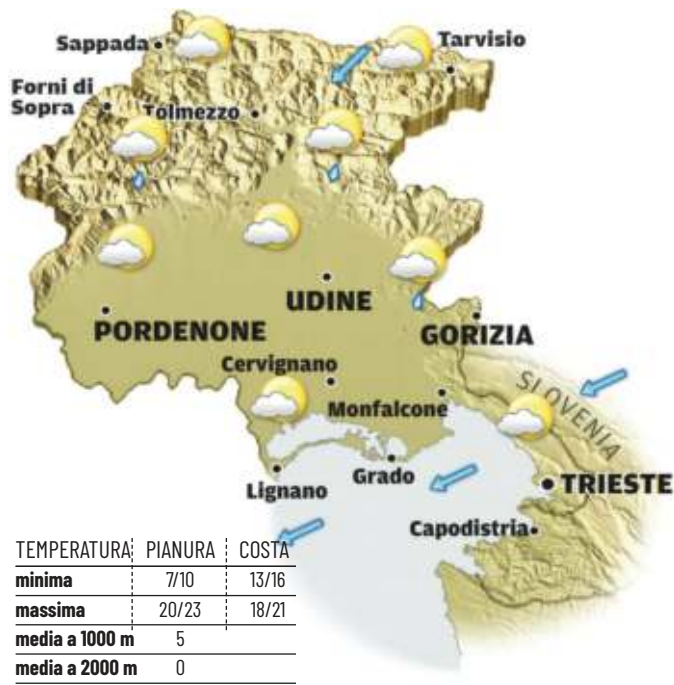 Sappada
Tarvisio
Forni di
Sopra
Tolmezzo
UDINE
PORDENONE
GORIZIA
Cervignano
SLOVENIA
Monfalcone
Grado
Lignano
TRIESTE
Capodistria
TEMPERATURA PIANURA COSTA
minima 7/10 13/16
massima 20/23 18/21
media a 1000 m 5
media a 2000 m 0